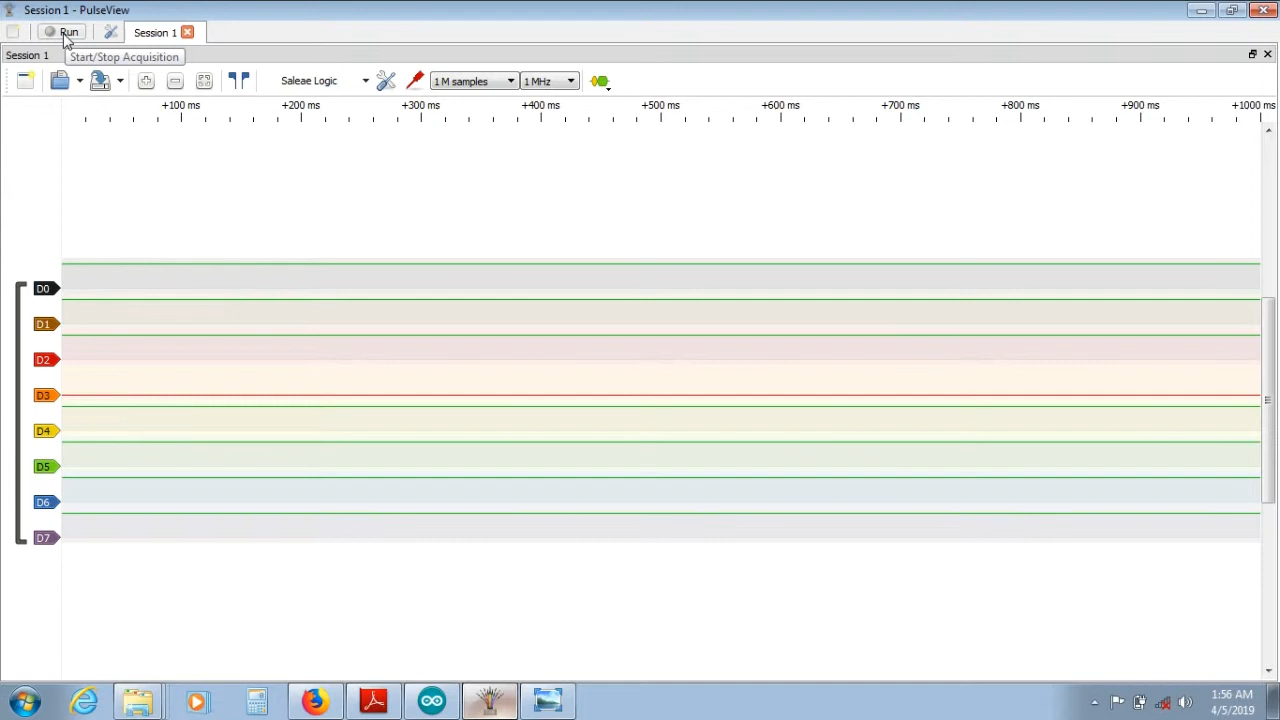 Session 1 - PulseView
Run
Session 1
Session 1
Start/Stop Acquisition
Saleae Logic
1 M samples
1 MHz
+100 ms +200 ms +300 ms +400 ms +500 ms +600 ms +700 ms +800 ms +900 ms +1000 ms
D0
D1
D2
D3
D4
D5
D6
D7
1:56 AM
4/5/2019